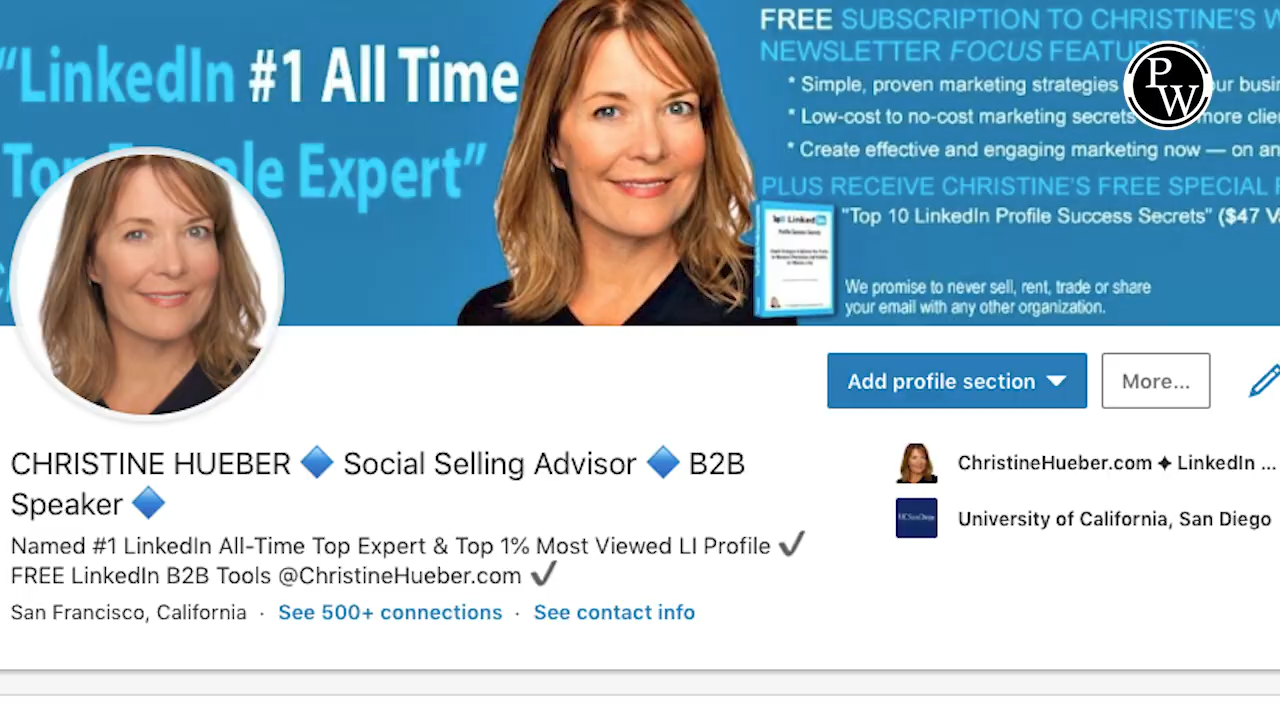 "LinkedIn #1 All Time
Expert"
FREE SUBSCRIPTION TO CHRISTINE'S
NEWSLETTER FOCUS
* Simple, proven marketing strategies
* Low-cost to no-cost marketing secrets more
* Create effective and engaging marketing now — on
PLUS RECEIVE CHRISTINE'S FREE SPECIAL
"Top 10 LinkedIn Profile Success Secrets" ($47
We promise to never sell, rent, trade or share
your email with any other organization.
PW
Add profile section
More...
CHRISTINE HUEBER 🔷 Social Selling Advisor 🔷 B2B
Speaker 🔷
Named #1 LinkedIn All-Time Top Expert & Top 1% Most Viewed LI Profile ✔
FREE LinkedIn B2B Tools @ChristineHueber.com ✔
San Francisco, California · See 500+ connections · See contact info
ChristineHueber.com ✦ LinkedIn ...
UC San Diego
University of California, San Diego